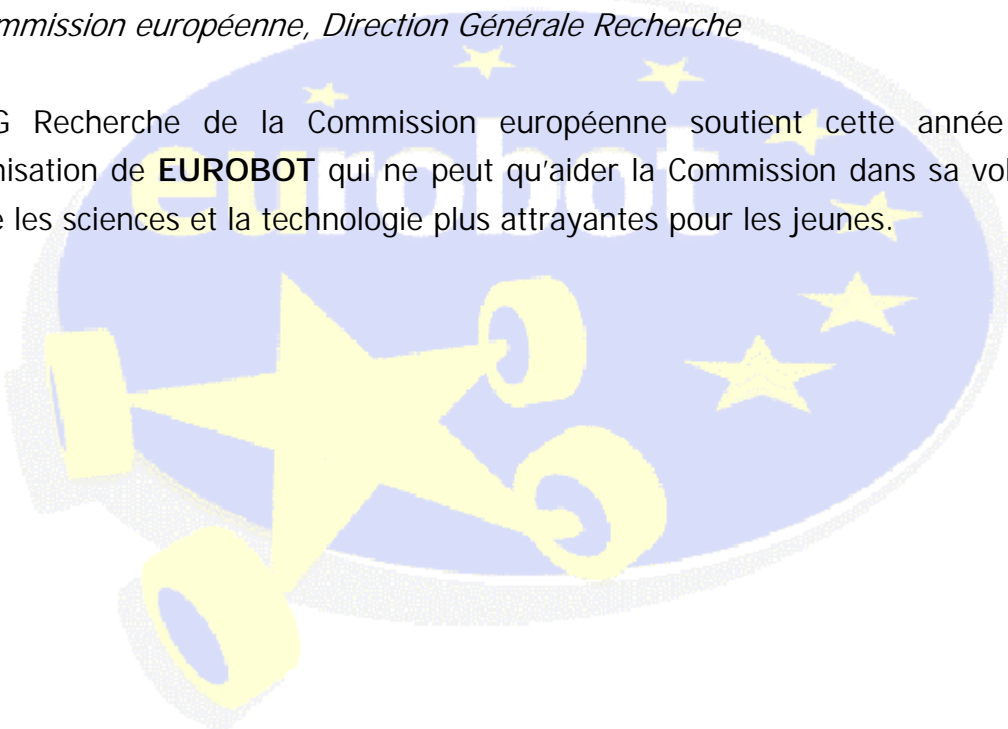 mmission européenne, Direction Générale Recherche
G Recherche de la Commission européenne soutient cette année
nisation de EUROBOT qui ne peut qu'aider la Commission dans sa vol
e les sciences et la technologie plus attrayantes pour les jeunes.
eurobot